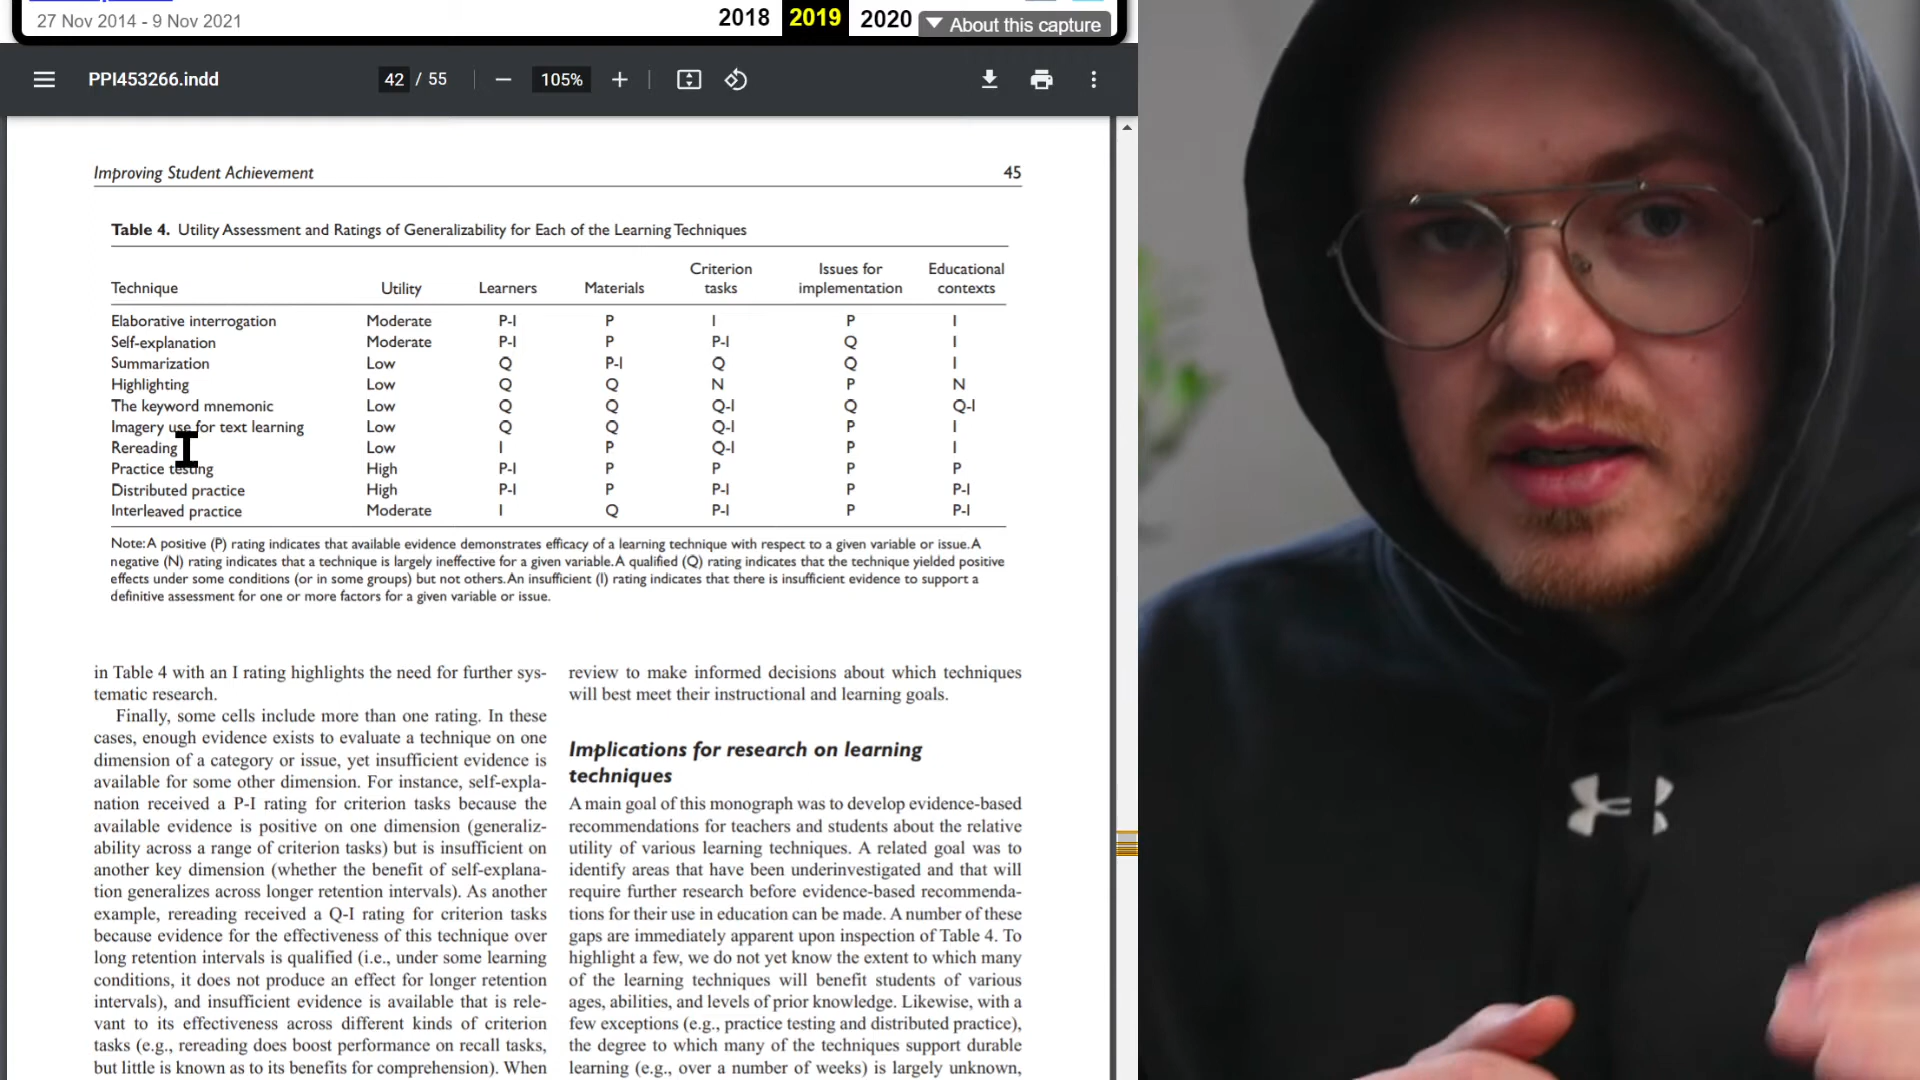 27 Nov 2014 - 9 Nov 2021
2018 2019 2020 About this capture
PPI453266.indd 42 / 55 105%
Improving Student Achievement 45
Table 4. Utility Assessment and Ratings of Generalizability for Each of the Learning Techniques
Technique Utility Learners Materials Criterion tasks Issues for implementation Educational contexts
Elaborative interrogation Moderate P-I P I P I
Self-explanation Moderate P-I P P-I Q I
Summarization Low Q P-I Q Q I
Highlighting Low Q Q N P N
The keyword mnemonic Low Q Q Q-I Q Q-I
Imagery use for text learning Low Q Q Q-I P I
Rereading Low I P Q-I P I
Practice testing High P-I P P P P
Distributed practice High P-I P P-I P P-I
Interleaved practice Moderate I Q P-I P P-I
Note: A positive (P) rating indicates that available evidence demonstrates efficacy of a learning technique with respect to a given variable or issue. A
negative (N) rating indicates that a technique is largely ineffective for a given variable. A qualified (Q) rating indicates that the technique yielded positive
effects under some conditions (or in some groups) but not others. An insufficient (I) rating indicates that there is insufficient evidence to support a
definitive assessment for one or more factors for a given variable or issue.
in Table 4 with an I rating highlights the need for further sys-
tematic research.
Finally, some cells include more than one rating. In these
cases, enough evidence exists to evaluate a technique on one
dimension of a category or issue, yet insufficient evidence is
available for some other dimension. For instance, self-expla-
nation received a P-I rating for criterion tasks because the
available evidence is positive on one dimension (generaliz-
ability across a range of criterion tasks) but is insufficient on
another key dimension (whether the benefit of self-explana-
tion generalizes across longer retention intervals). As another
example, rereading received a Q-I rating for criterion tasks
because evidence for the effectiveness of this technique over
long retention intervals is qualified (i.e., under some learning
conditions, it does not produce an effect for longer retention
intervals), and insufficient evidence is available that is rele-
vant to its effectiveness across different kinds of criterion
tasks (e.g., rereading does boost performance on recall tasks,
but little is known as to its benefits for comprehension). When
review to make informed decisions about which techniques
will best meet their instructional and learning goals.
Implications for research on learning
techniques
A main goal of this monograph was to develop evidence-based
recommendations for teachers and students about the relative
utility of various learning techniques. A related goal was to
identify areas that have been underinvestigated and that will
require further research before evidence-based recommenda-
tions for their use in education can be made. A number of these
gaps are immediately apparent upon inspection of Table 4. To
highlight a few, we do not yet know the extent to which many
of the learning techniques will benefit students of various
ages, abilities, and levels of prior knowledge. Likewise, with a
few exceptions (e.g., practice testing and distributed practice),
the degree to which many of the techniques support durable
learning (e.g., over a number of weeks) is largely unknown,